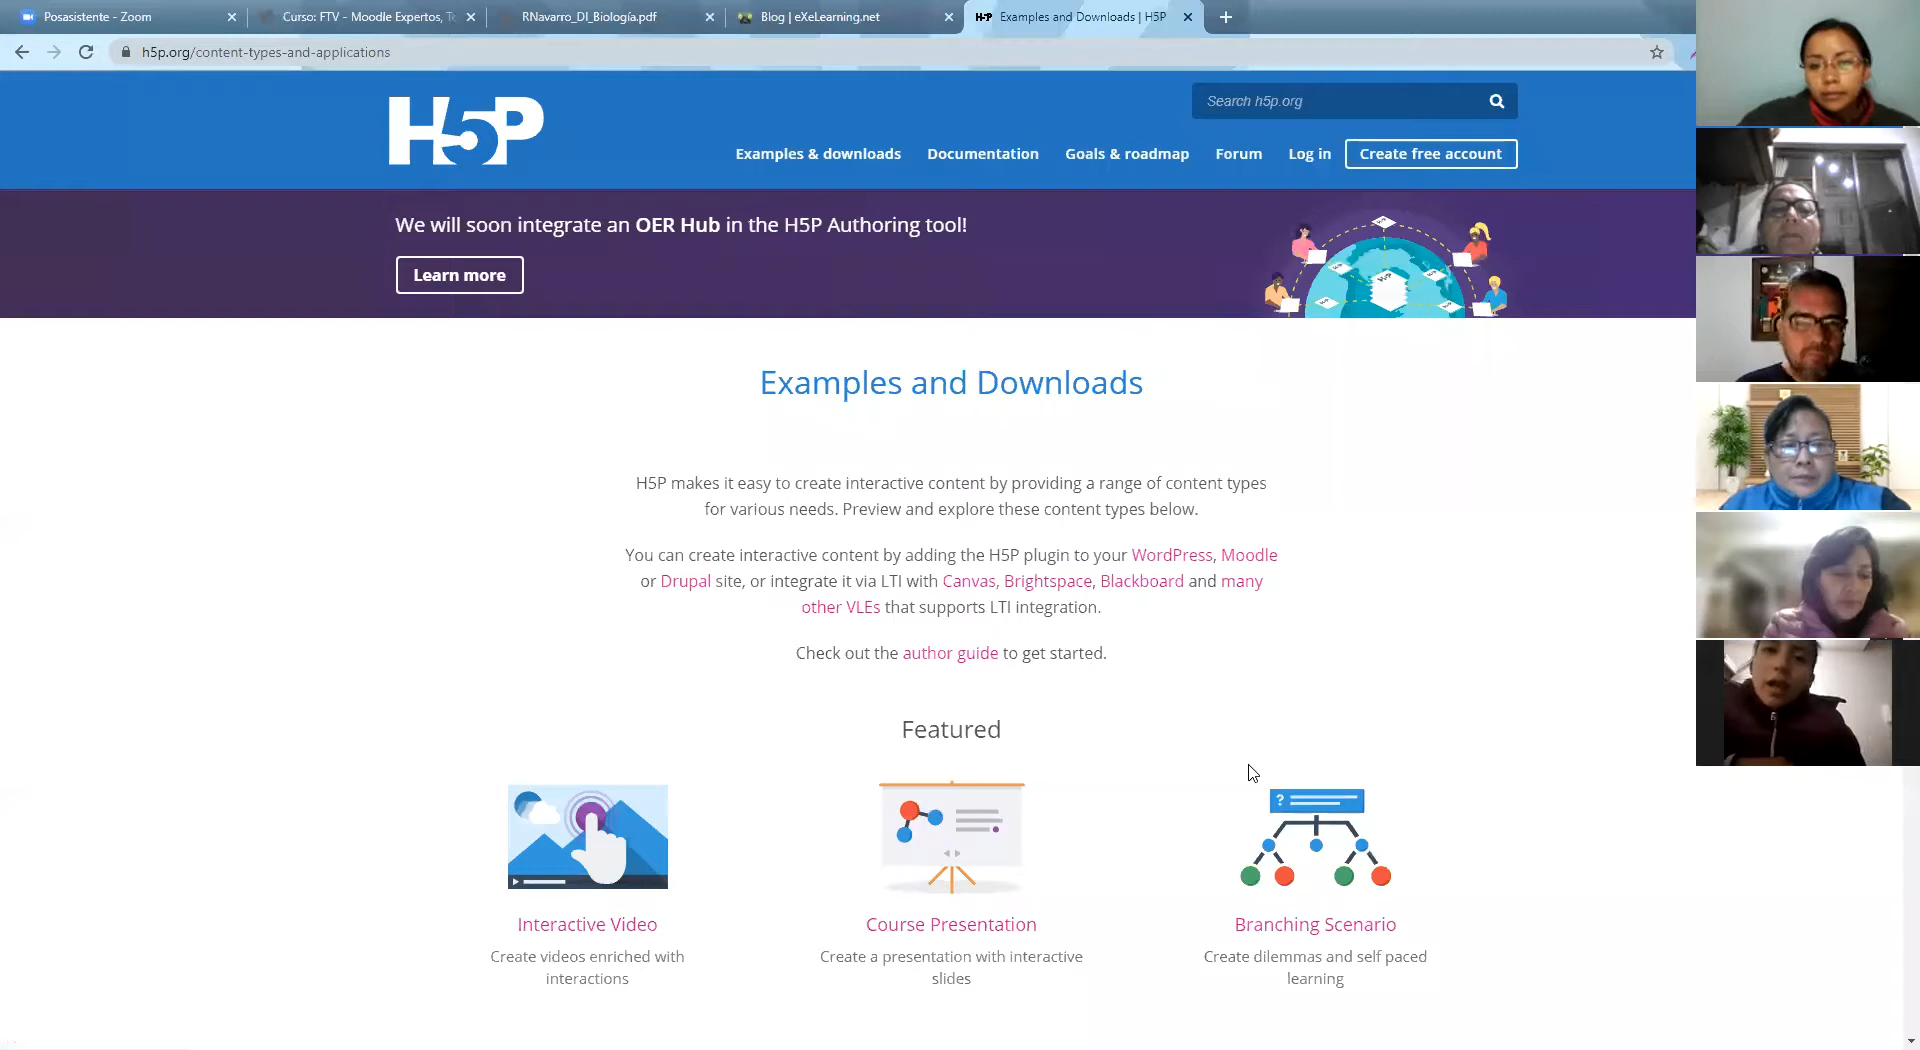 Posasistente - Zoom
Curso: FTV - Moodle Expertos, Te
RNavarro_DI_Biología.pdf
Blog | eXeLearning.net
H5P Examples and Downloads | H5P
h5p.org/content-types-and-applications
H5P
Search h5p.org
Examples & downloads
Documentation
Goals & roadmap
Forum
Log in
Create free account
We will soon integrate an OER Hub in the H5P Authoring tool!
Learn more
Examples and Downloads
H5P makes it easy to create interactive content by providing a range of content types
for various needs. Preview and explore these content types below.
You can create interactive content by adding the H5P plugin to your WordPress, Moodle
or Drupal site, or integrate it via LTI with Canvas, Brightspace, Blackboard and many
other VLEs that supports LTI integration.
Check out the author guide to get started.
Featured
?
Interactive Video
Course Presentation
Branching Scenario
Create videos enriched with
interactions
Create a presentation with interactive
slides
Create dilemmas and self paced
learning